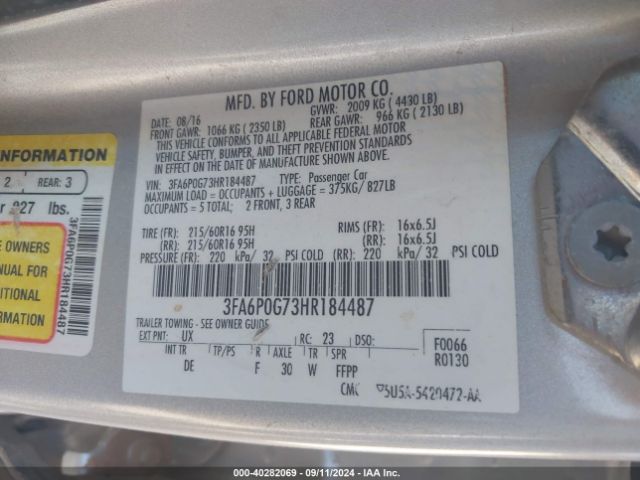 MFD. BY FORD MOTOR CO.
DATE: 08/16 GVWR: 2009 KG (4430 LB)
FRONT GAWR: 1066 KG (2350 LB) REAR GAWR: 966 KG (2130 LB)
THIS VEHICLE CONFORMS TO ALL APPLICABLE FEDERAL MOTOR
VEHICLE SAFETY, BUMPER, AND THEFT PREVENTION STANDARDS
IN EFFECT ON THE DATE OF MANUFACTURE SHOWN ABOVE.
VIN: 3FA6P0G73HR184487 TYPE: Passenger Car
MAXIMUM LOAD = OCCUPANTS + LUGGAGE = 375KG/ 827LB
OCCUPANTS = 5 TOTAL; 2 FRONT, 3 REAR
TIRE (FR): 215/60R16 95H RIMS (FR): 16x6.5J
(RR): 215/60R16 95H (RR): 16x6.5J
PRESSURE (FR): 220 kPa/ 32 PSI COLD (RR): 220 kPa/ 32 PSI COLD
3FA6P0G73HR184487
TRAILER TOWING - SEE OWNER GUIDE
EXT PNT: UX RC: 23 DSO: F0066
R0130
INT TR TP/PS R AXLE TR SPR
DE F 30 W FFPP
5U5A-5420472-AA
INFORMATION
2 REAR: 3
827 lbs.
OWNERS
MANUAL FOR
INFORMATION
3FA6P0G73HR184487
000-40282069 - 09/11/2024 - IAA Inc.